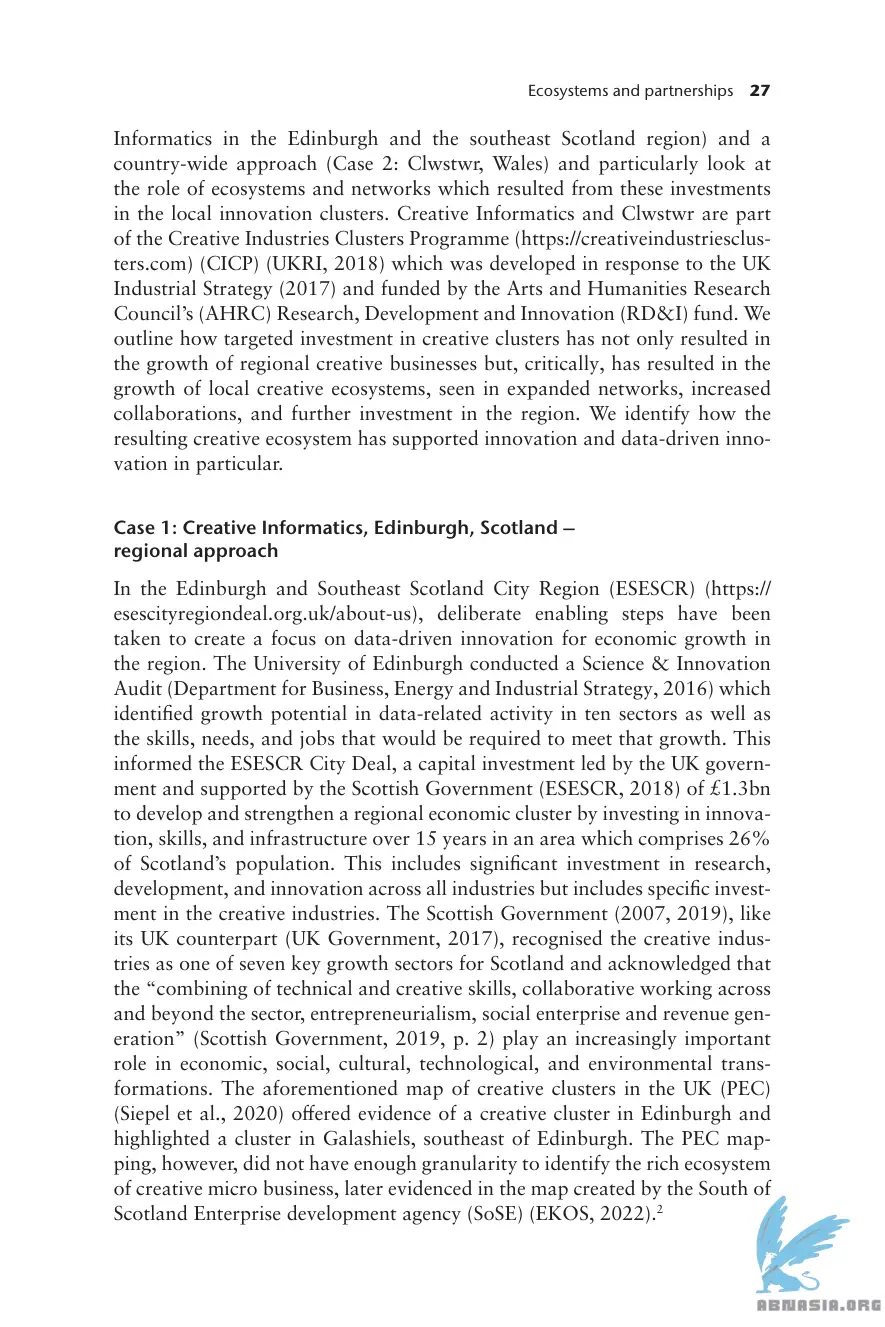 Ecosystems and partnerships 27
Informatics in the Edinburgh and the southeast Scotland region) and a
country-wide approach (Case 2: Clwstwr, Wales) and particularly look at
the role of ecosystems and networks which resulted from these investments
in the local innovation clusters. Creative Informatics and Clwstwr are part
of the Creative Industries Clusters Programme (https://creativeindustriesclus-
ters.com) (CICP) (UKRI, 2018) which was developed in response to the UK
Industrial Strategy (2017) and funded by the Arts and Humanities Research
Council’s (AHRC) Research, Development and Innovation (RD&I) fund. We
outline how targeted investment in creative clusters has not only resulted in
the growth of regional creative businesses but, critically, has resulted in the
growth of local creative ecosystems, seen in expanded networks, increased
collaborations, and further investment in the region. We identify how the
resulting creative ecosystem has supported innovation and data-driven inno-
vation in particular.
Case 1: Creative Informatics, Edinburgh, Scotland –
regional approach
In the Edinburgh and Southeast Scotland City Region (ESESCR) (https://
esescityregiondeal.org.uk/about-us), deliberate enabling steps have been
taken to create a focus on data-driven innovation for economic growth in
the region. The University of Edinburgh conducted a Science & Innovation
Audit (Department for Business, Energy and Industrial Strategy, 2016) which
identified growth potential in data-related activity in ten sectors as well as
the skills, needs, and jobs that would be required to meet that growth. This
informed the ESESCR City Deal, a capital investment led by the UK govern-
ment and supported by the Scottish Government (ESESCR, 2018) of £1.3bn
to develop and strengthen a regional economic cluster by investing in innova-
tion, skills, and infrastructure over 15 years in an area which comprises 26%
of Scotland’s population. This includes significant investment in research,
development, and innovation across all industries but includes specific invest-
ment in the creative industries. The Scottish Government (2007, 2019), like
its UK counterpart (UK Government, 2017), recognised the creative indus-
tries as one of seven key growth sectors for Scotland and acknowledged that
the “combining of technical and creative skills, collaborative working across
and beyond the sector, entrepreneurialism, social enterprise and revenue gen-
eration” (Scottish Government, 2019, p. 2) play an increasingly important
role in economic, social, cultural, technological, and environmental trans-
formations. The aforementioned map of creative clusters in the UK (PEC)
(Siepel et al., 2020) offered evidence of a creative cluster in Edinburgh and
highlighted a cluster in Galashiels, southeast of Edinburgh. The PEC map-
ping, however, did not have enough granularity to identify the rich ecosystem
of creative micro business, later evidenced in the map created by the South of
Scotland Enterprise development agency (SoSE) (EKOS, 2022).²
ABNASIA.ORG